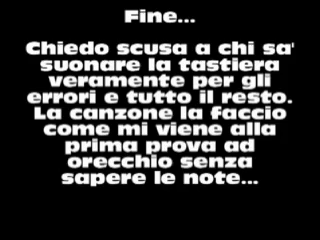 Fine...
Chiedo scusa a chi sa'
suonare la tastiera
veramente per gli
errori e tutto il resto.
La canzone la faccio
come mi viene alla
prima prova ad
orecchio senza
sapere le note...